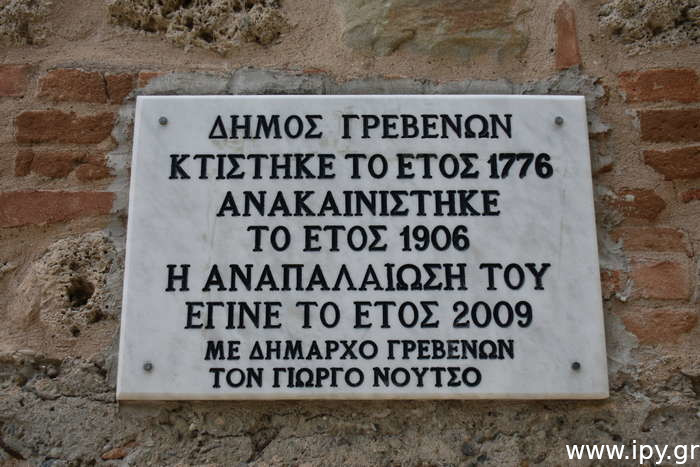 ΔΗΜΟΣ ΓΡΕΒΕΝΩΝ
ΚΤΙΣΤΗΚΕ ΤΟ ΕΤΟΣ 1776
ΑΝΑΚΑΙΝΙΣΤΗΚΕ
ΤΟ ΕΤΟΣ 1906
Η ΑΝΑΠΑΛΑΙΩΣΗ ΤΟΥ
ΕΓΙΝΕ ΤΟ ΕΤΟΣ 2009
ΜΕ ΔΗΜΑΡΧΟ ΓΡΕΒΕΝΩΝ
ΤΟΝ ΓΙΩΡΓΟ ΝΟΥΤΣΟ
www.ipy.gr